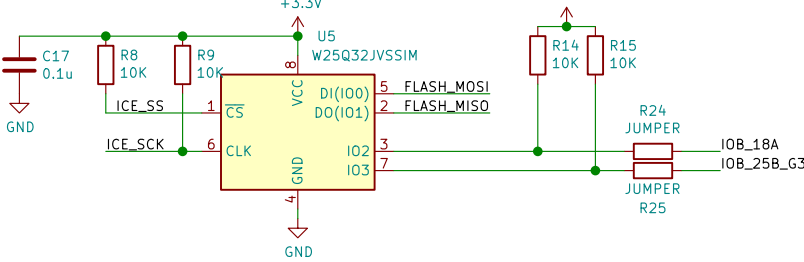 +3.3V
C17
0.1u
GND
R8
10K
R9
10K
U5
W25Q32JVSSIM
R14
10K
R15
10K
ICE_SS
ICE_SCK
1
6
8
VCC
CS
CLK
GND
4
GND
DI(IO0)
DO(IO1)
IO2
IO3
5
2
3
7
FLASH_MOSI
FLASH_MISO
R24
JUMPER
IOB_18A
IOB_25B_G3
JUMPER
R25